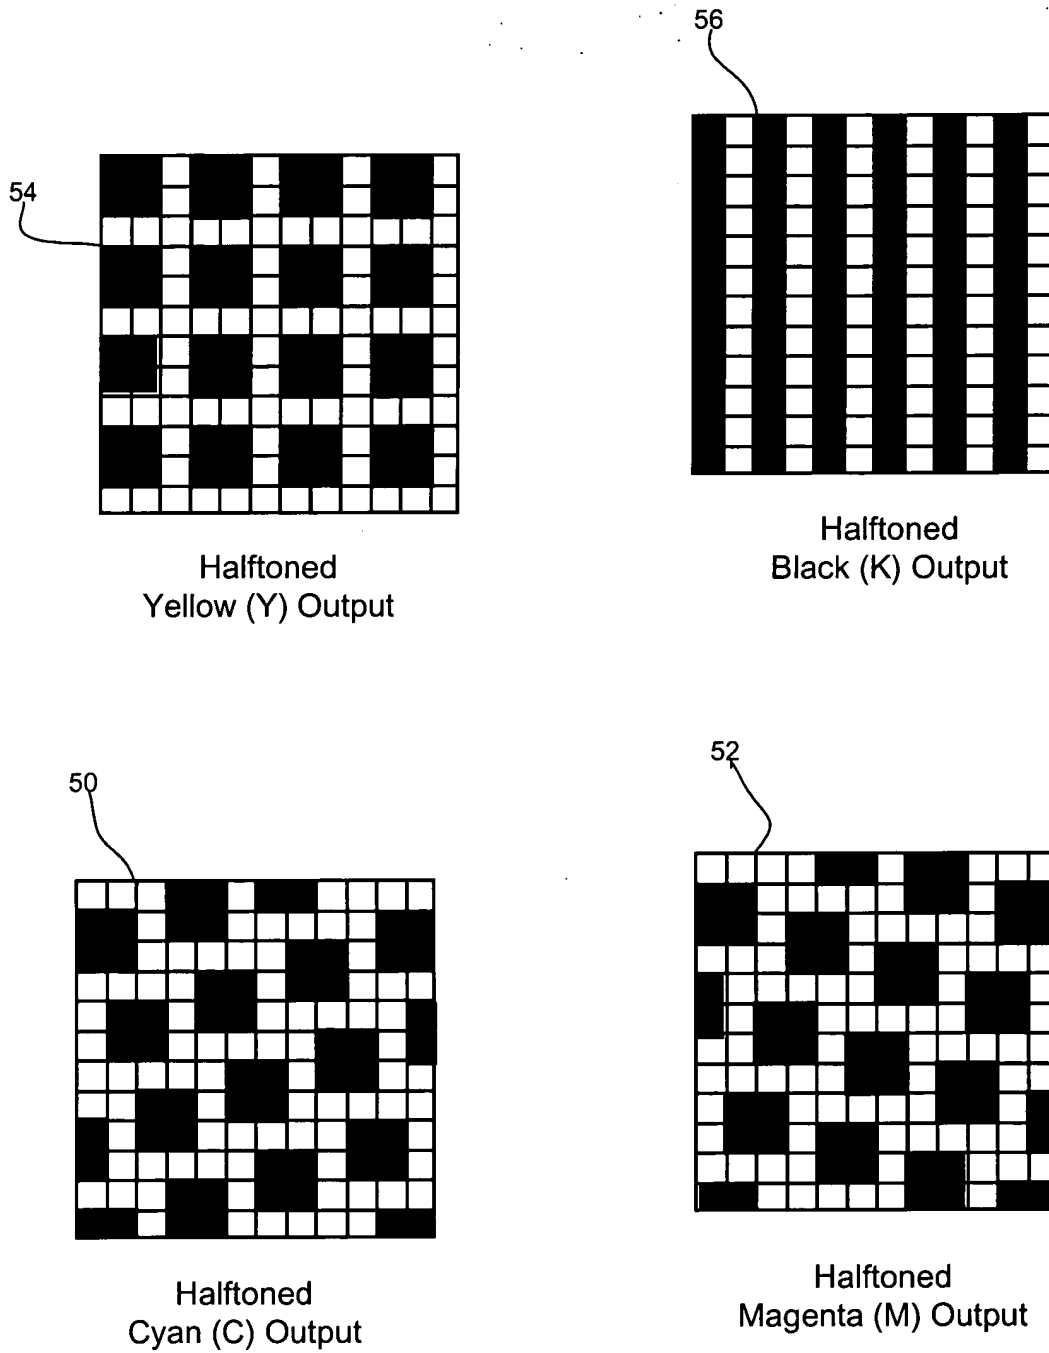 56
54
Halftoned
Yellow (Y) Output
Halftoned
Black (K) Output
50
52
Halftoned
Cyan (C) Output
Halftoned
Magenta (M) Output